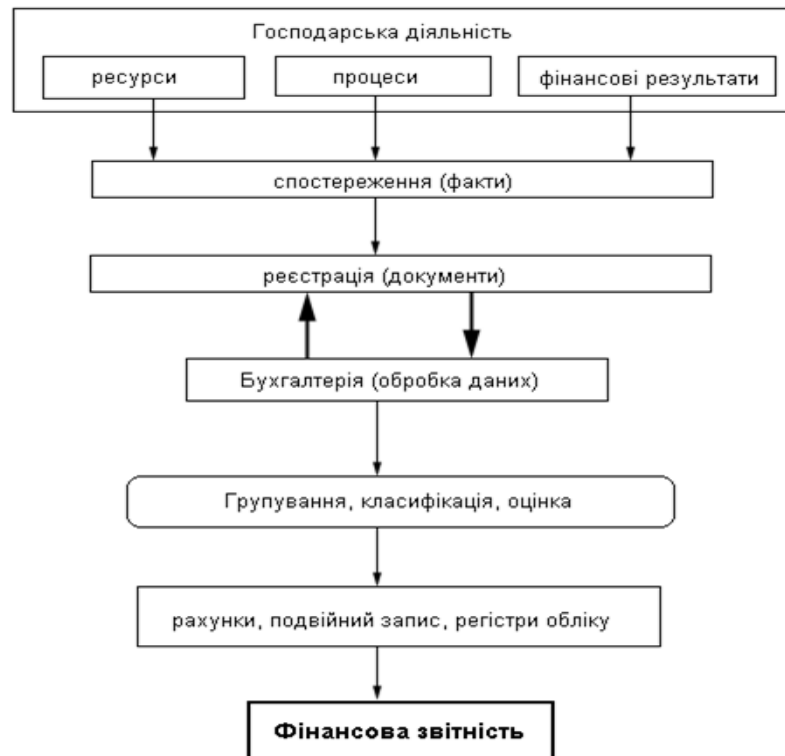 Господарська діяльність
ресурси
процеси
фінансові результати
спостереження (факти)
реєстрація (документи)
Бухгалтерія (обробка даних)
Групування, класифікація, оцінка
рахунки, подвійний запис, регістри обліку
Фінансова звітність